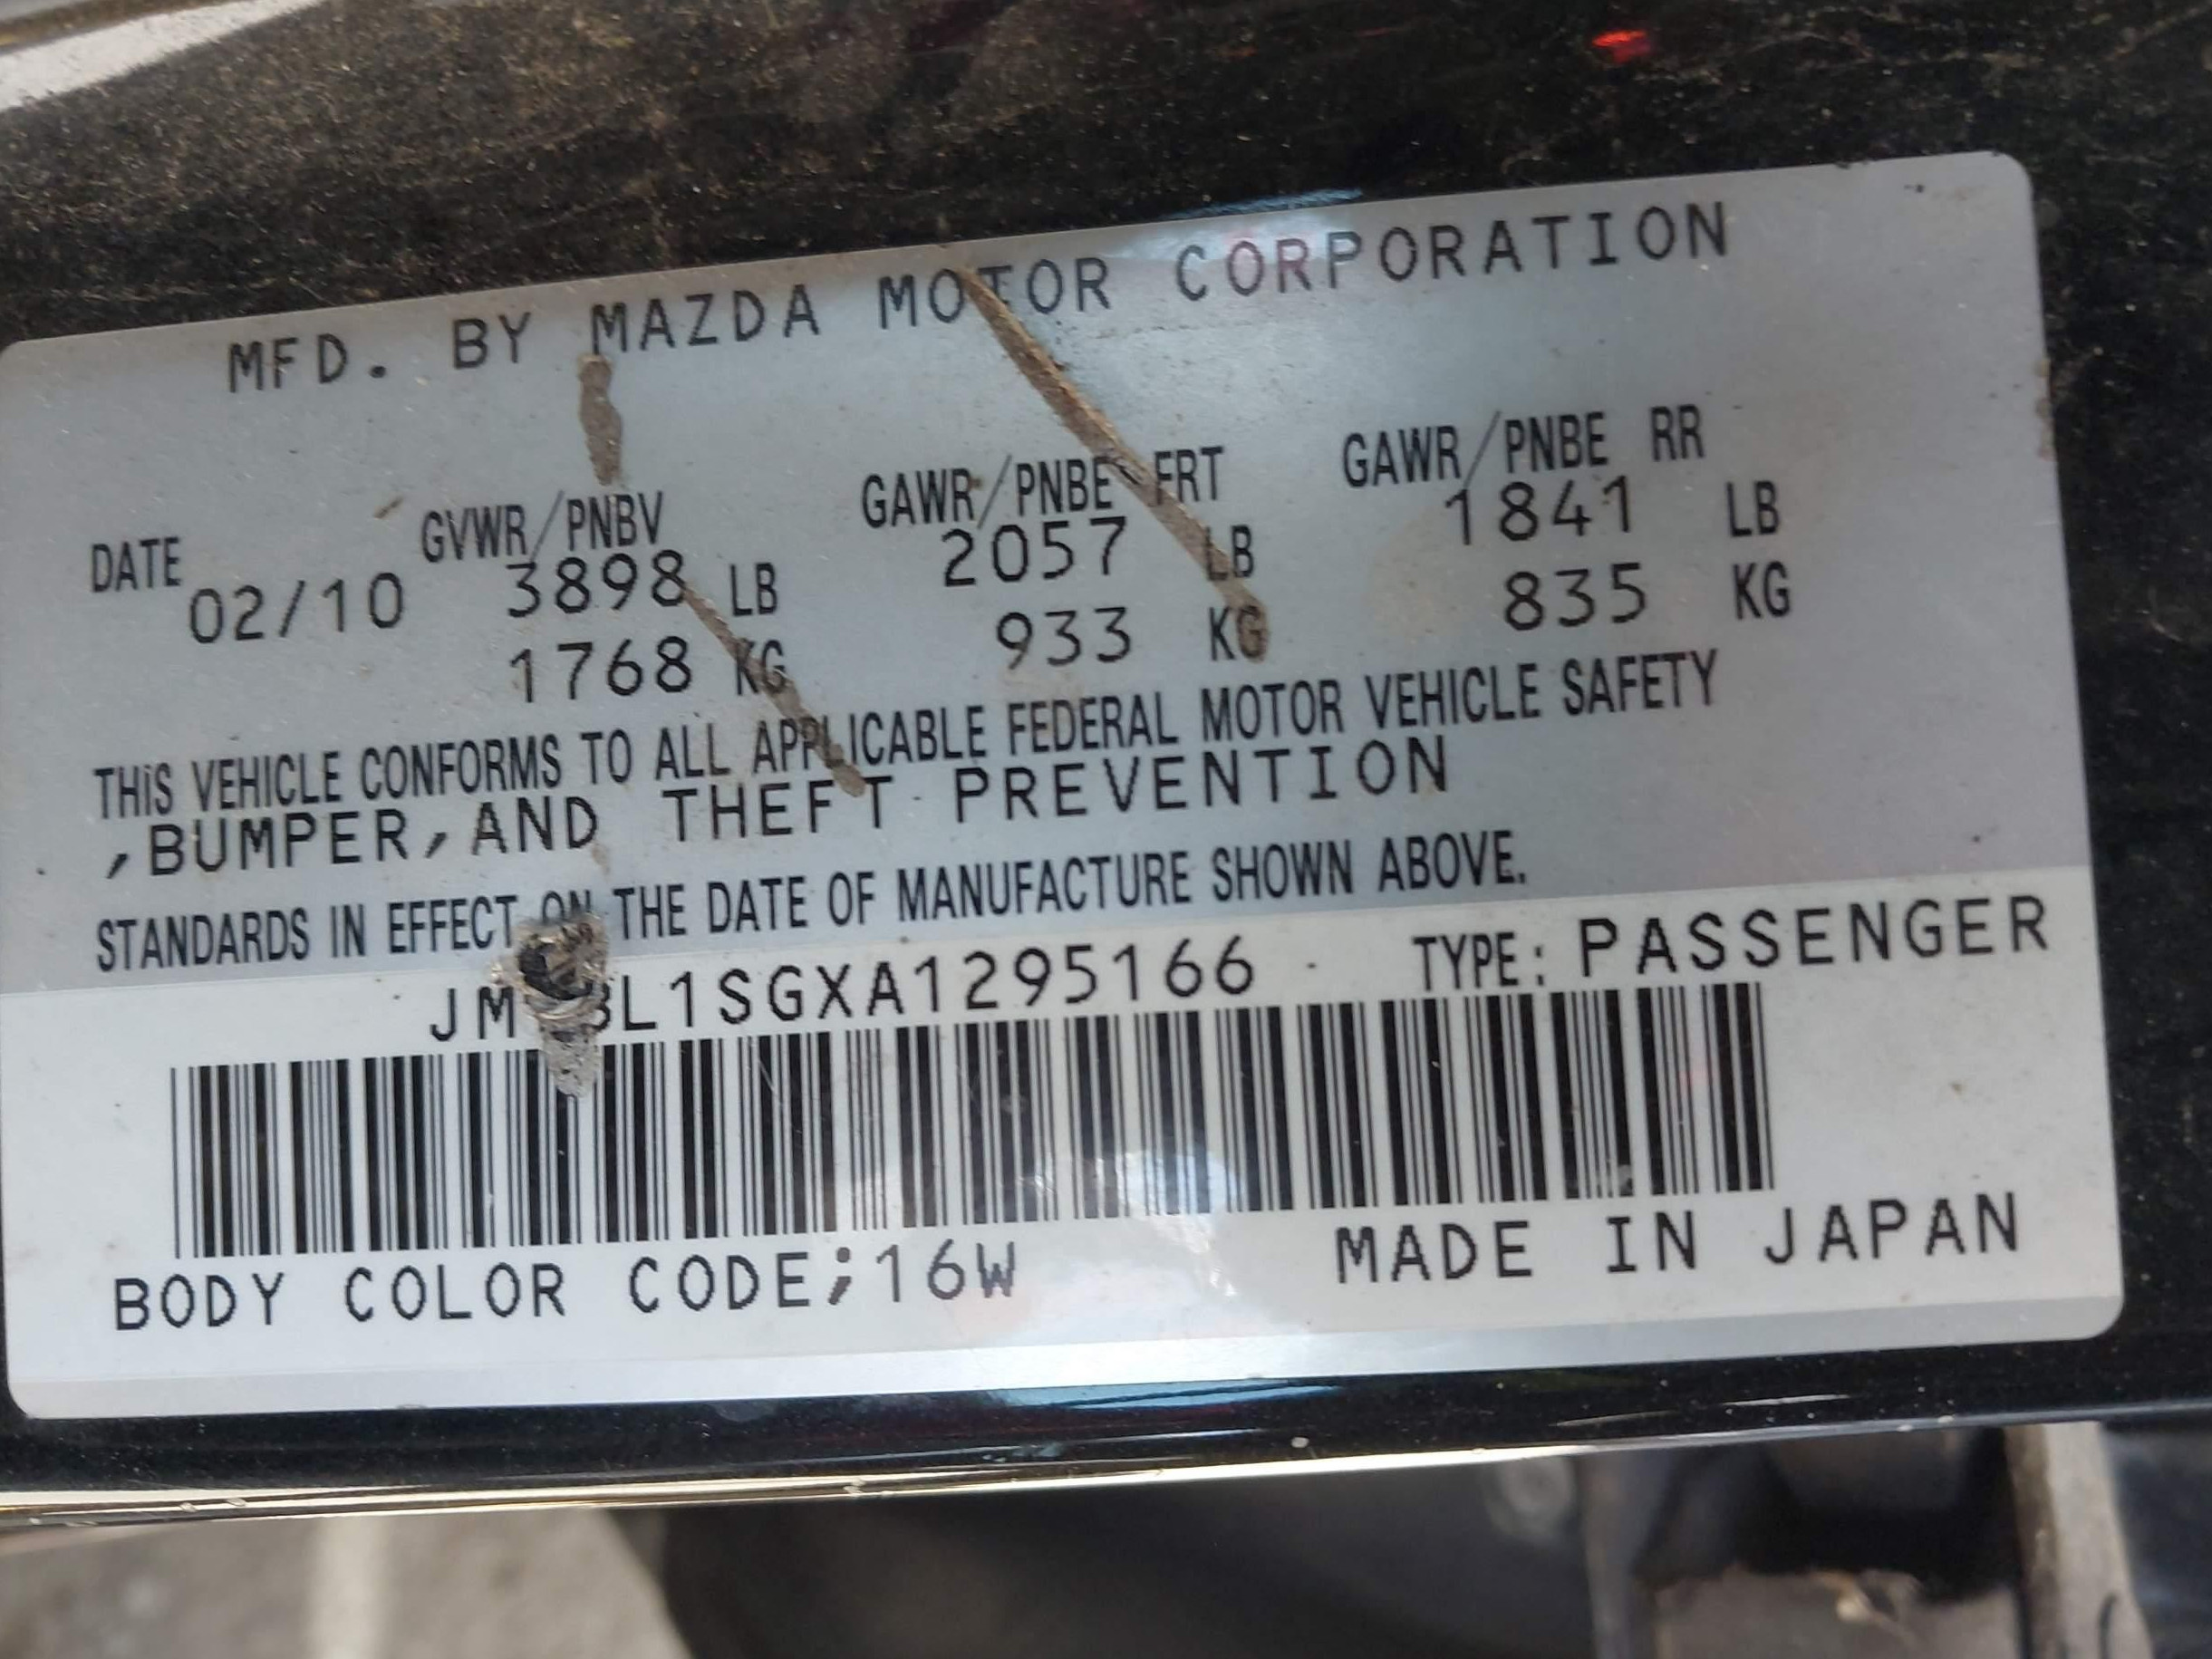 MFD. BY MAZDA MOTOR CORPORATION
DATE GVWR/PNBV GAWR/PNBE FRT GAWR/PNBE RR
02/10 3898 LB 2057 LB 1841 LB
1768 KG 933 KG 835 KG
THiS VEHICLE CONFORMS TO ALL APPLICABLE FEDERAL MOTOR VEHICLE SAFETY
,BUMPER,AND THEFT PREVENTION
STANDARDS IN EFFECT ON THE DATE OF MANUFACTURE SHOWN ABOVE.
TYPE: PASSENGER
BODY COLOR CODE;16W MADE IN JAPAN